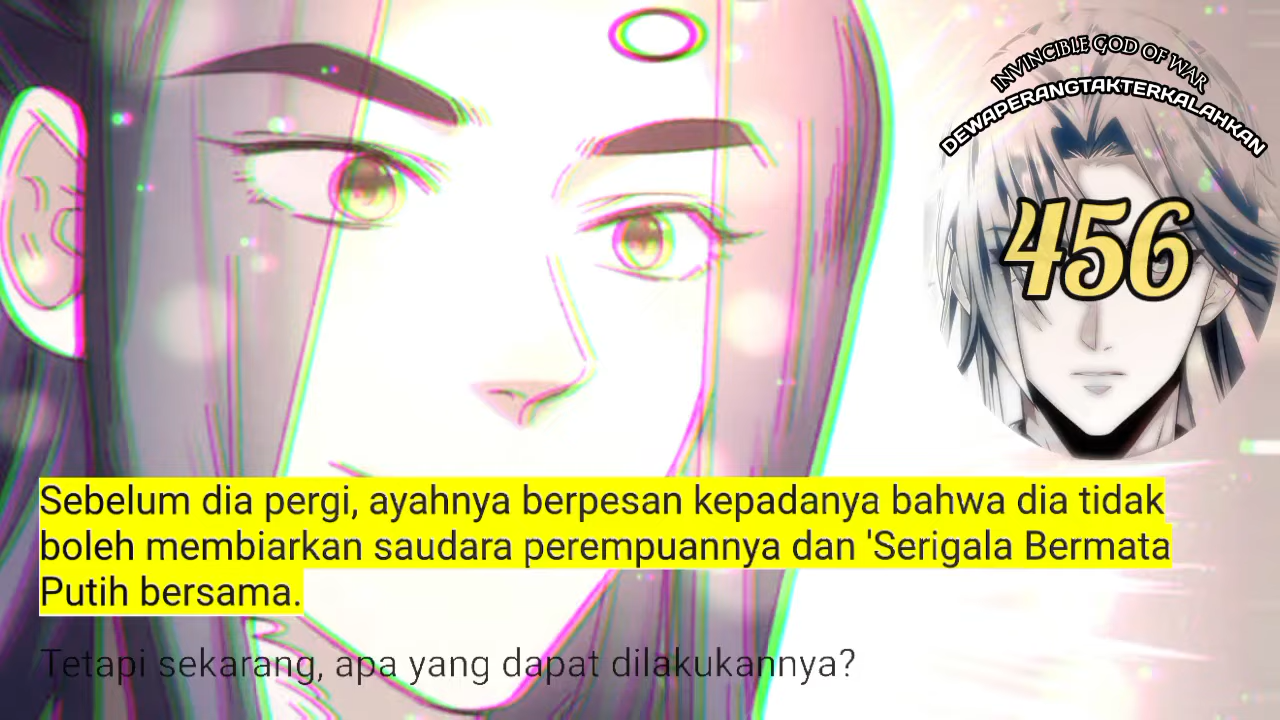 INVINCIBLE GOD OF WAR
DEWAPERANGTAKTERKALAHKAN
456
Sebelum dia pergi, ayahnya berpesan kepadanya bahwa dia tidak
boleh membiarkan saudara perempuannya dan 'Serigala Bermata
Putih bersama.
Tetapi sekarang, apa yang dapat dilakukannya?